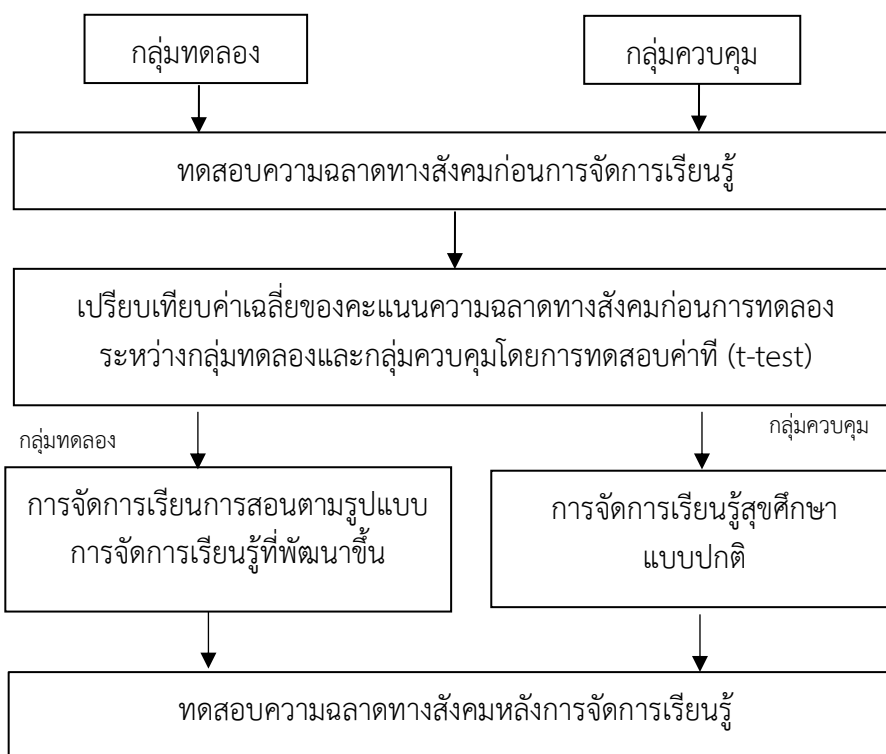 กลุ่มทดลอง
กลุ่มควบคุม
ทดสอบความฉลาดทางสังคมก่อนการจัดการเรียนรู้
เปรียบเทียบค่าเฉลี่ยของคะแนนความฉลาดทางสังคมก่อนการทดลอง
ระหว่างกลุ่มทดลองและกลุ่มควบคุมโดยการทดสอบค่าที (t-test)
กลุ่มทดลอง
กลุ่มควบคุม
การจัดการเรียนการสอนตามรูปแบบ
การจัดการเรียนรู้ที่พัฒนาขึ้น
การจัดการเรียนรู้สุขศึกษา
แบบปกติ
ทดสอบความฉลาดทางสังคมหลังการจัดการเรียนรู้